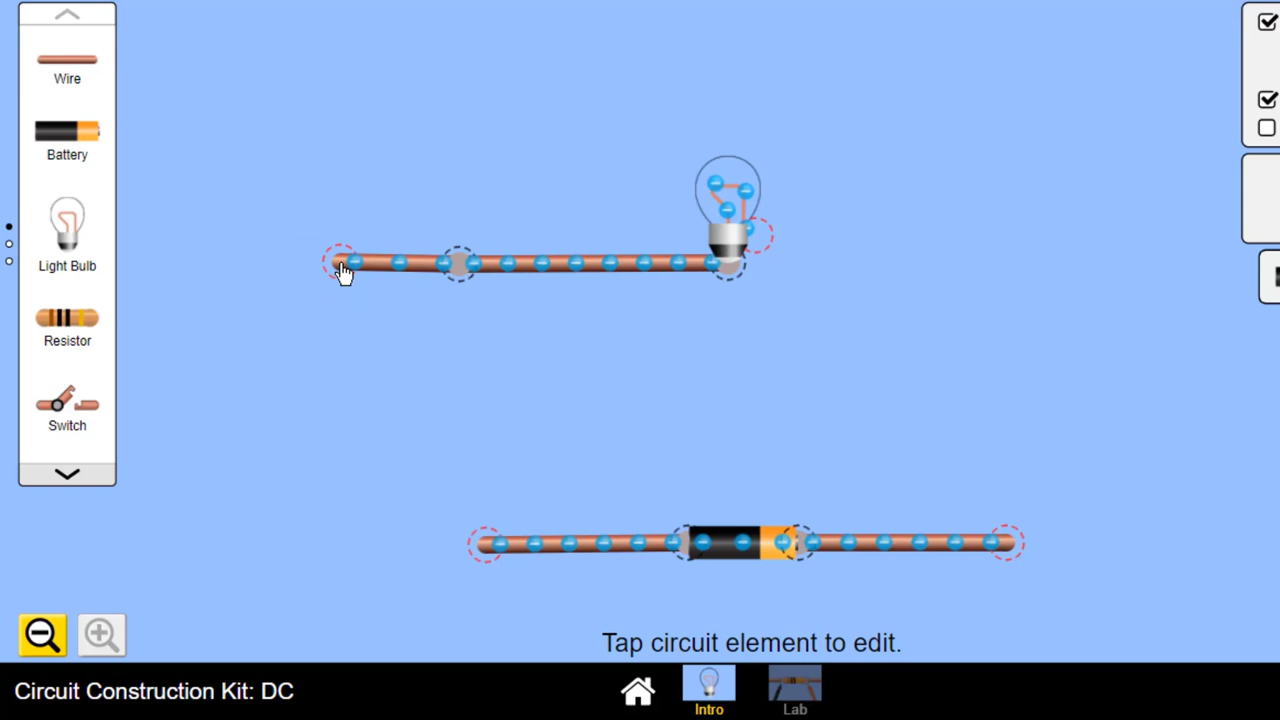 Wire
Battery
Light Bulb
Resistor
Switch
Tap circuit element to edit.
Circuit Construction Kit: DC
Intro
Lab